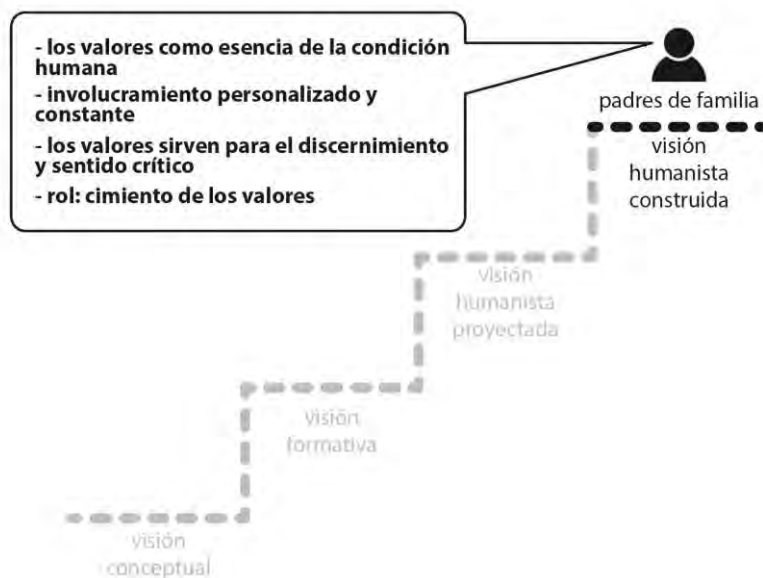 - los valores como esencia de la condición
humana
- involucramiento personalizado y
constante
- los valores sirven para el discernimiento
y sentido crítico
- rol: cimiento de los valores
padres de familia
visión
humanista
construida
visión
humanista
proyectada
visión
formativa
visión
conceptual